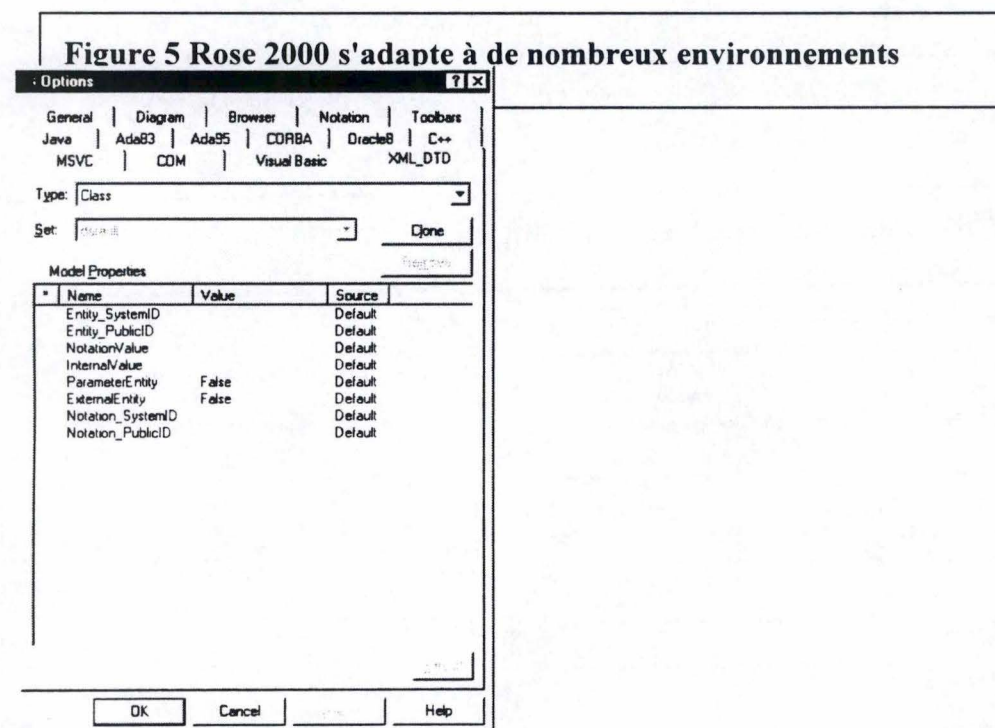 Figure 5 Rose 2000 s'adapte à de nombreux environnements
Options
General Diagram Browser Notation Toolbars
Java Ada83 Ada95 CORBA Oracle8 C++
MSVC COM Visual Basic XML_DTD
Type: Class
Set: default Clone
Remove
Model Properties
* Name Value Source
Entity_SystemID Default
Entity_PublicID Default
NotationValue Default
InternalValue Default
ParameterEntity False Default
ExternalEntity False Default
Notation_SystemID Default
Notation_PublicID Default
OK Cancel Help